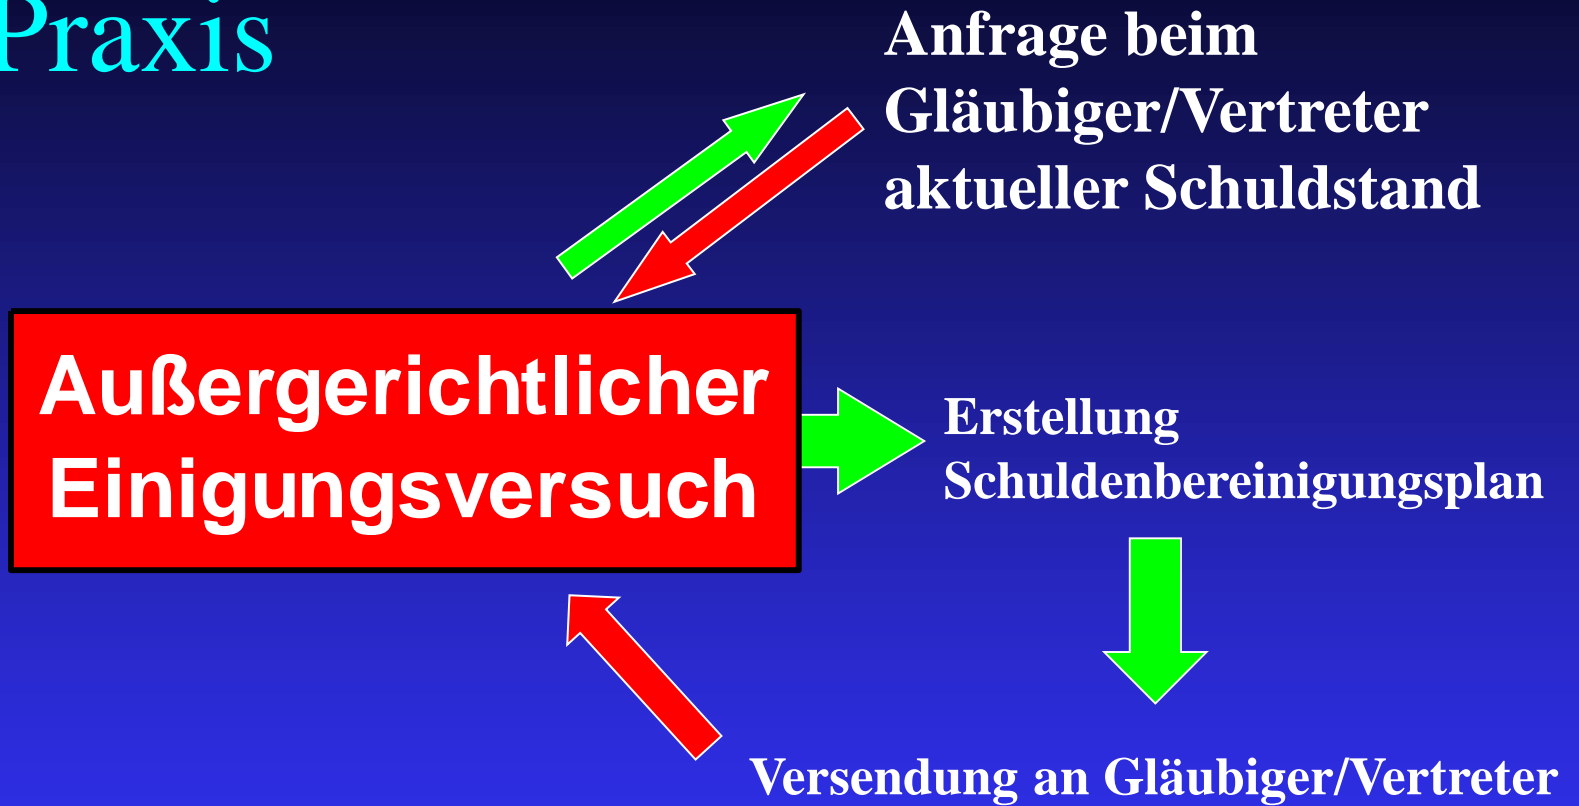 Praxis
Anfrage beim
Gläubiger/Vertreter
aktueller Schuldstand
Außergerichtlicher
Einigungsversuch
Erstellung
Schuldenbereinigungsplan
Versendung an Gläubiger/Vertreter